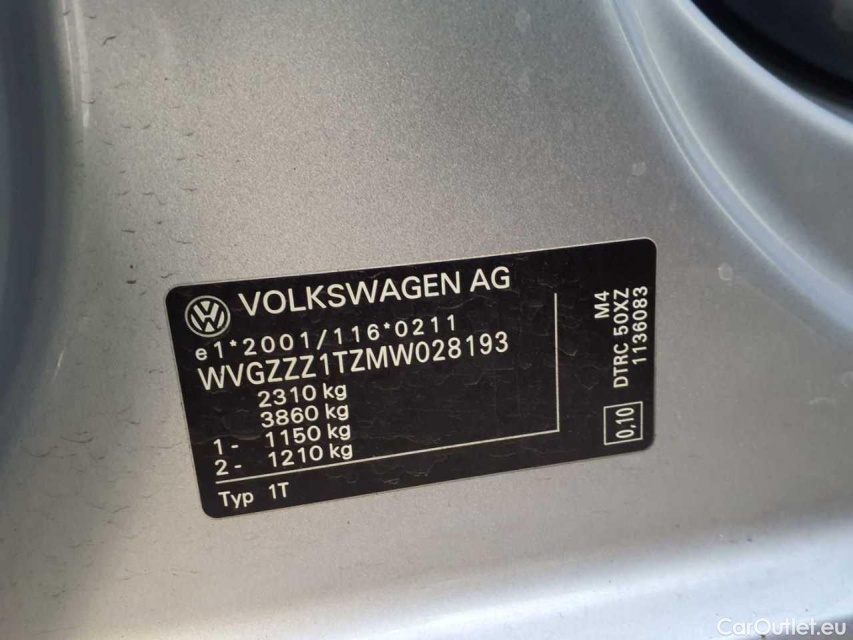 VOLKSWAGEN AG
e1*2001/116*0211
WVGZZZ1TZMW028193
2310 kg
3860 kg
1- 1150 kg
2- 1210 kg
Typ 1T
M4
DTRC 50XZ
1136083
0,10
CarOutlet.eu